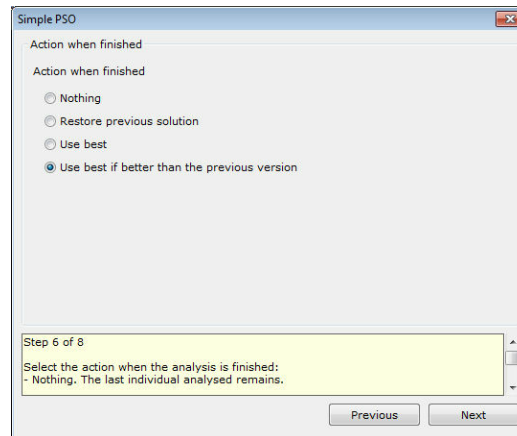 Simple PSO
Action when finished
Action when finished
Nothing
Restore previous solution
Use best
Use best if better than the previous version
Step 6 of 8
Select the action when the analysis is finished:
- Nothing. The last individual analysed remains.
Previous
Next